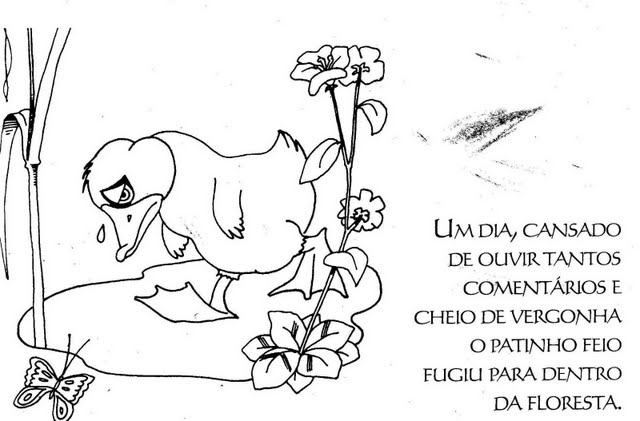 UM DIA, CANSADO
DE OUVIR TANTOS
COMENTÁRIOS E
CHEIO DE VERGONHA
O PATINHO FEIO
FUGIU PARA DENTRO
DA FLORESTA.